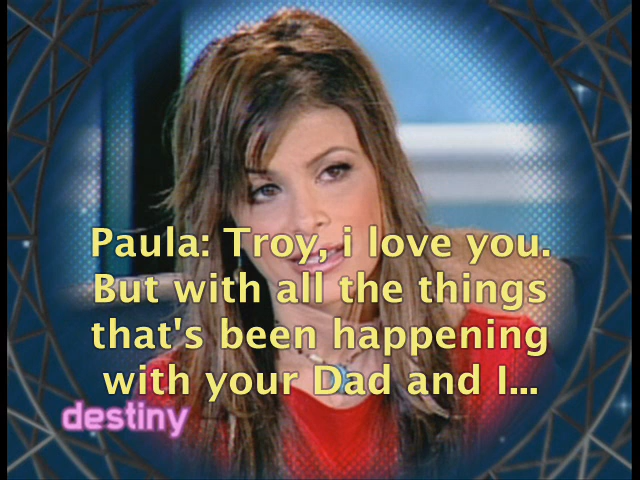 Paula: Troy, i love you.
But with all the things
that's been happening
with your Dad and I...
destiny